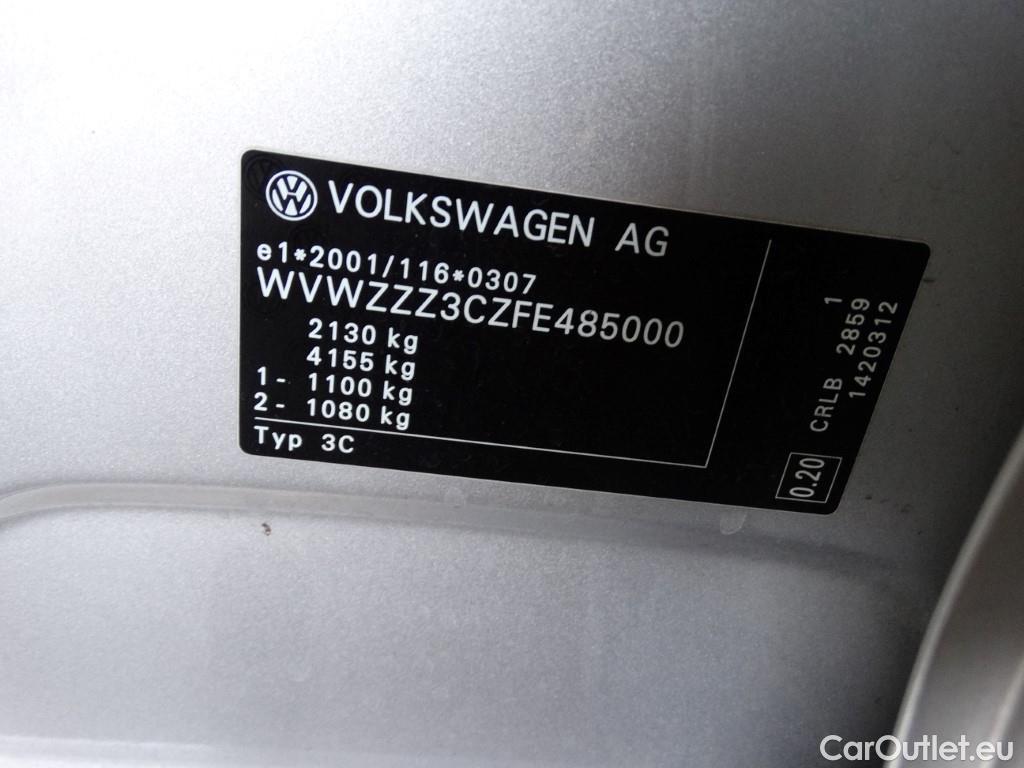 VOLKSWAGEN AG
e1*2001/116*0307
WVWZZZ3CZFE485000
2130 kg
4155 kg
1- 1100 kg
2- 1080 kg
Typ 3C
0.20
CRLB 2859 1
1420312
CarOutlet.eu